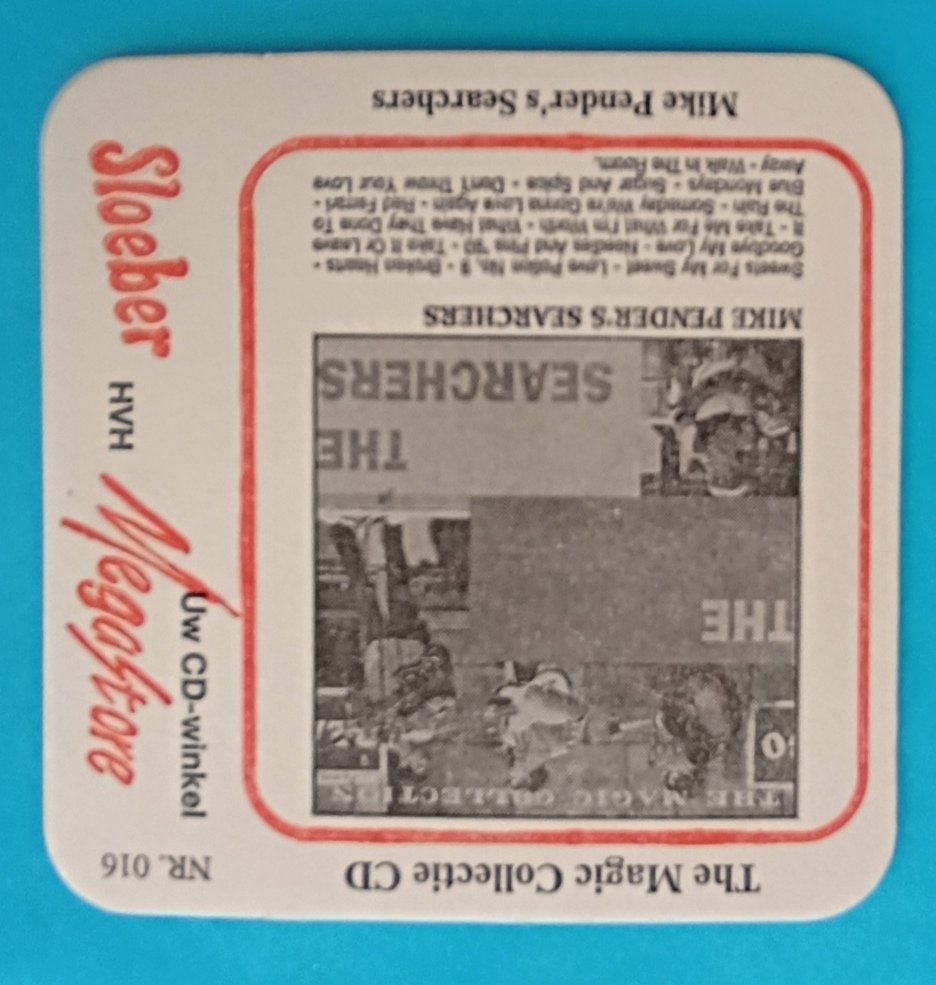 The Magic Collectie CD
NR. 016
THE MAGIC COLLECTION
THE
THE
SEARCHERS
MIKE PENDER'S SEARCHERS
Sweets For My Sweet - Love Potion No. 9 - Broken Hearts -
Goodbye My Love - Needles And Pins '90 - Take It Or Leave
It - Take Me For What I'm Worth - What Have They Done To
The Rain - Someday We're Gonna Love Again - Red Ferrari -
Blue Mondays - Sugar And Spice - Don't Throw Your Love
Away - Walk In The Room.
Mike Pender's Searchers
Sloeber HVH Megastore
Uw CD-winkel